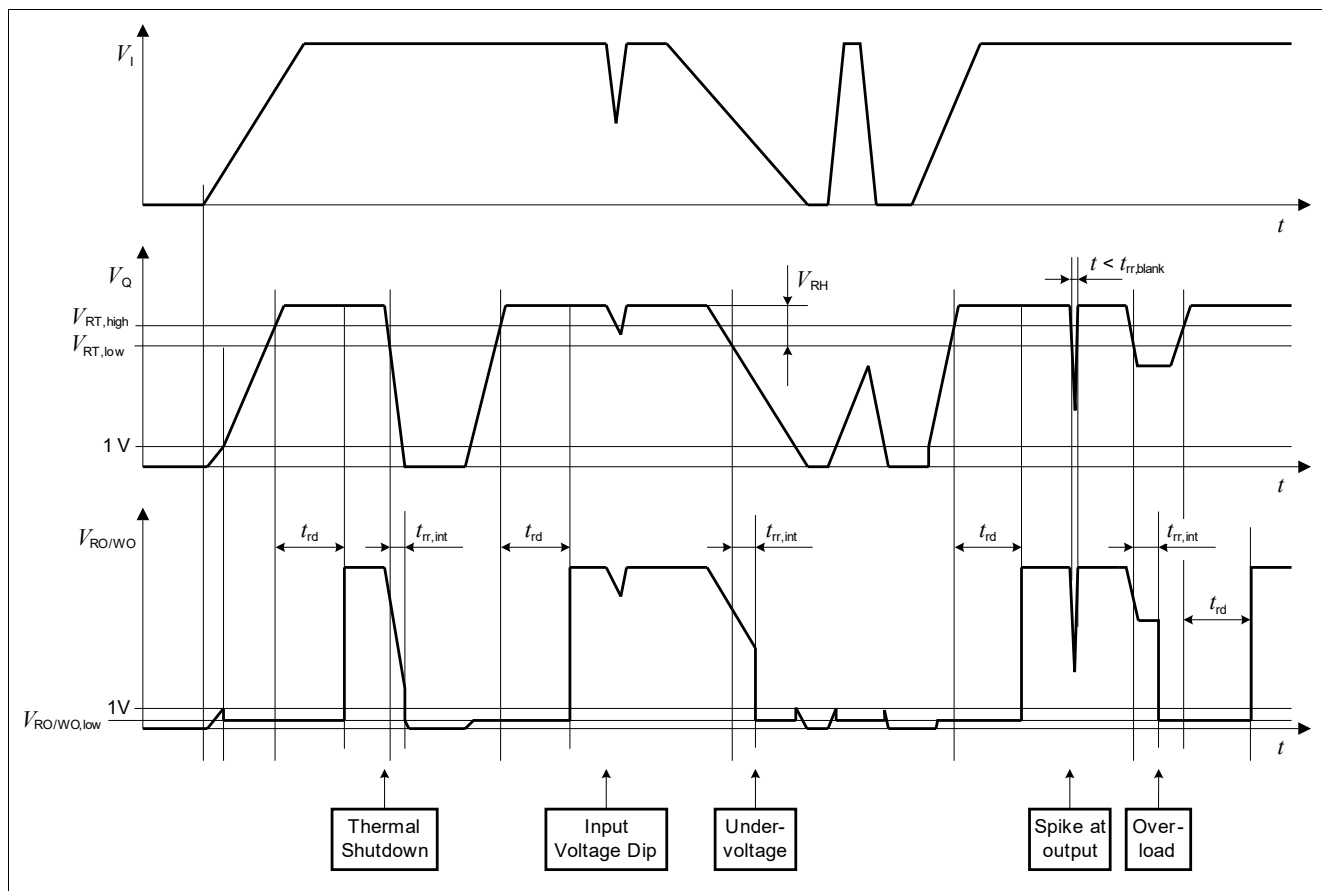 V_I
t
V_Q
V_RH
t < t_rr,blank
V_RT,high
V_RT,low
1 V
t
V_RO/WO
t_rd
t_rr,int
t_rd
t_rr,int
t_rd
t_rr,int
t_rd
1V
V_RO/WO,low
t
Thermal
Shutdown
Input
Voltage Dip
Under-
voltage
Spike at
output
Over-
load